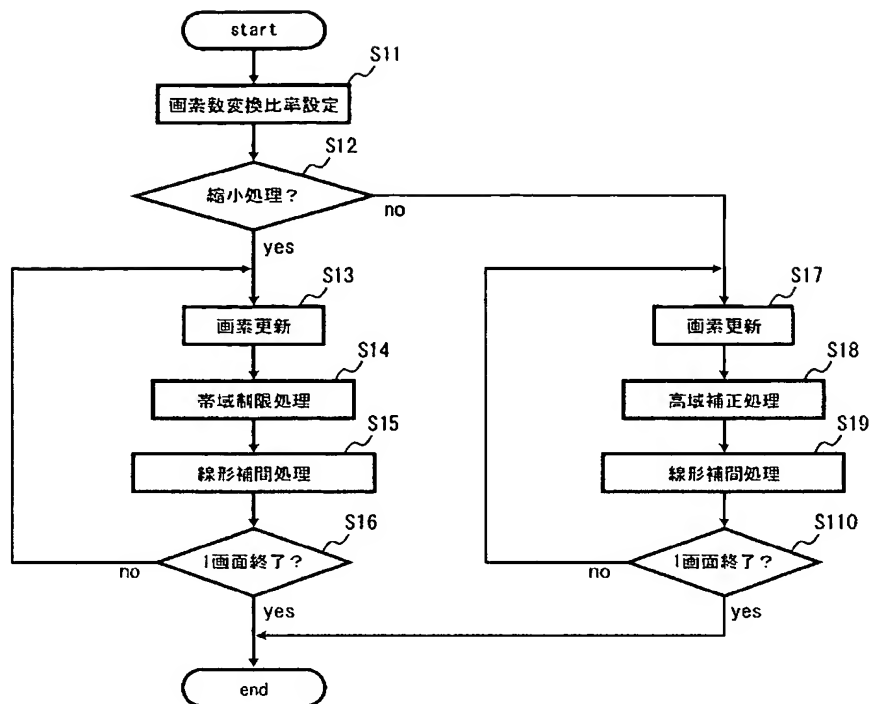 start
S11
画素数変換比率設定
S12
縮小処理?
no
yes
S13
画素更新
S14
帯域制限処理
S15
線形補間処理
S16
1画面終了?
no
yes
S17
画素更新
S18
高域補正処理
S19
線形補間処理
S110
1画面終了?
no
yes
end